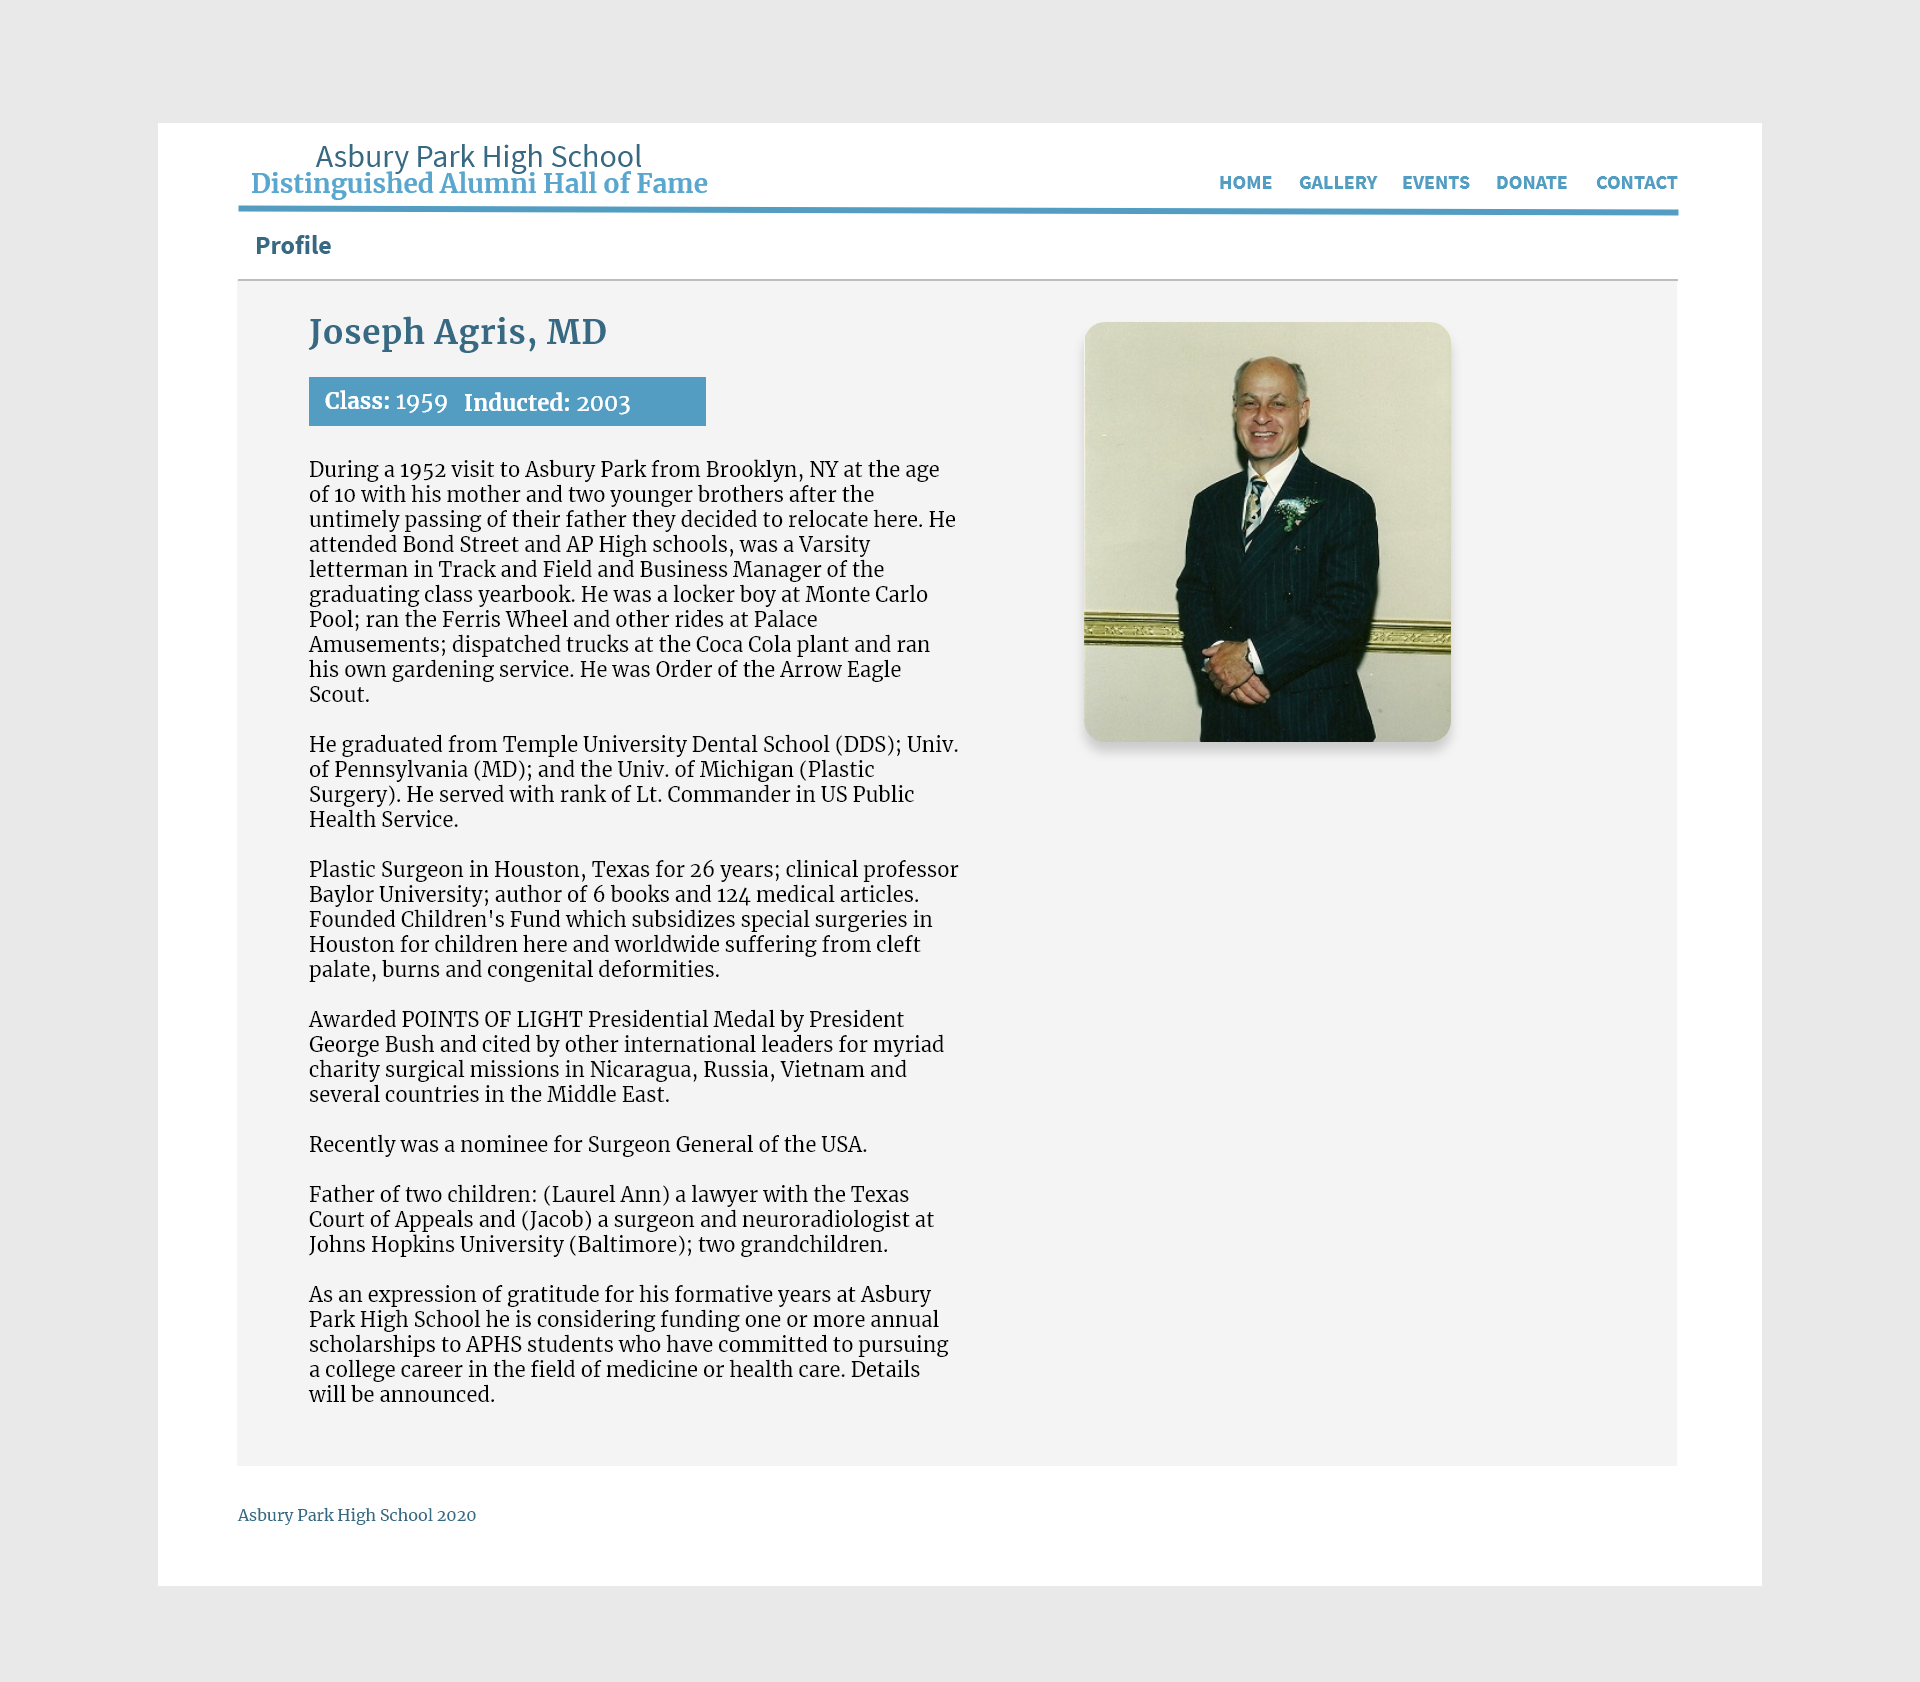 Asbury Park High School
Distinguished Alumni Hall of Fame
HOME GALLERY EVENTS DONATE CONTACT
Profile
Joseph Agris, MD
Class: 1959 Inducted: 2003
During a 1952 visit to Asbury Park from Brooklyn, NY at the age
of 10 with his mother and two younger brothers after the
untimely passing of their father they decided to relocate here. He
attended Bond Street and AP High schools, was a Varsity
letterman in Track and Field and Business Manager of the
graduating class yearbook. He was a locker boy at Monte Carlo
Pool; ran the Ferris Wheel and other rides at Palace
Amusements; dispatched trucks at the Coca Cola plant and ran
his own gardening service. He was Order of the Arrow Eagle
Scout.
He graduated from Temple University Dental School (DDS); Univ.
of Pennsylvania (MD); and the Univ. of Michigan (Plastic
Surgery). He served with rank of Lt. Commander in US Public
Health Service.
Plastic Surgeon in Houston, Texas for 26 years; clinical professor
Baylor University; author of 6 books and 124 medical articles.
Founded Children's Fund which subsidizes special surgeries in
Houston for children here and worldwide suffering from cleft
palate, burns and congenital deformities.
Awarded POINTS OF LIGHT Presidential Medal by President
George Bush and cited by other international leaders for myriad
charity surgical missions in Nicaragua, Russia, Vietnam and
several countries in the Middle East.
Recently was a nominee for Surgeon General of the USA.
Father of two children: (Laurel Ann) a lawyer with the Texas
Court of Appeals and (Jacob) a surgeon and neuroradiologist at
Johns Hopkins University (Baltimore); two grandchildren.
As an expression of gratitude for his formative years at Asbury
Park High School he is considering funding one or more annual
scholarships to APHS students who have committed to pursuing
a college career in the field of medicine or health care. Details
will be announced.
Asbury Park High School 2020